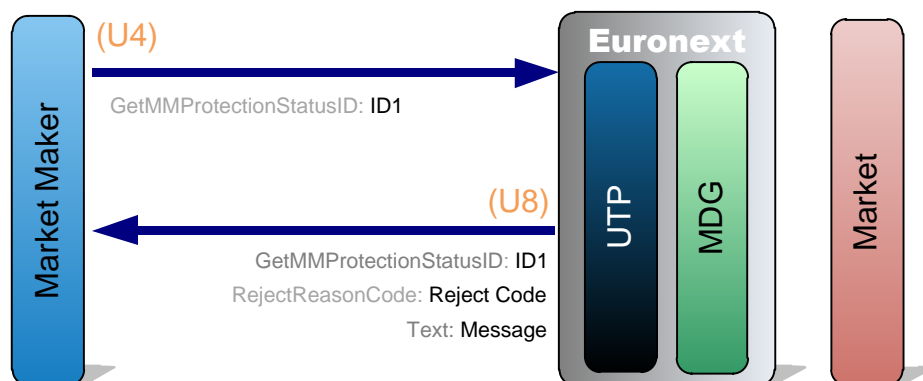 Market Maker
(U4)
GetMMProtectionStatusID: ID1
(U8)
GetMMProtectionStatusID: ID1
RejectReasonCode: Reject Code
Text: Message
Euronext
UTP
MDG
Market